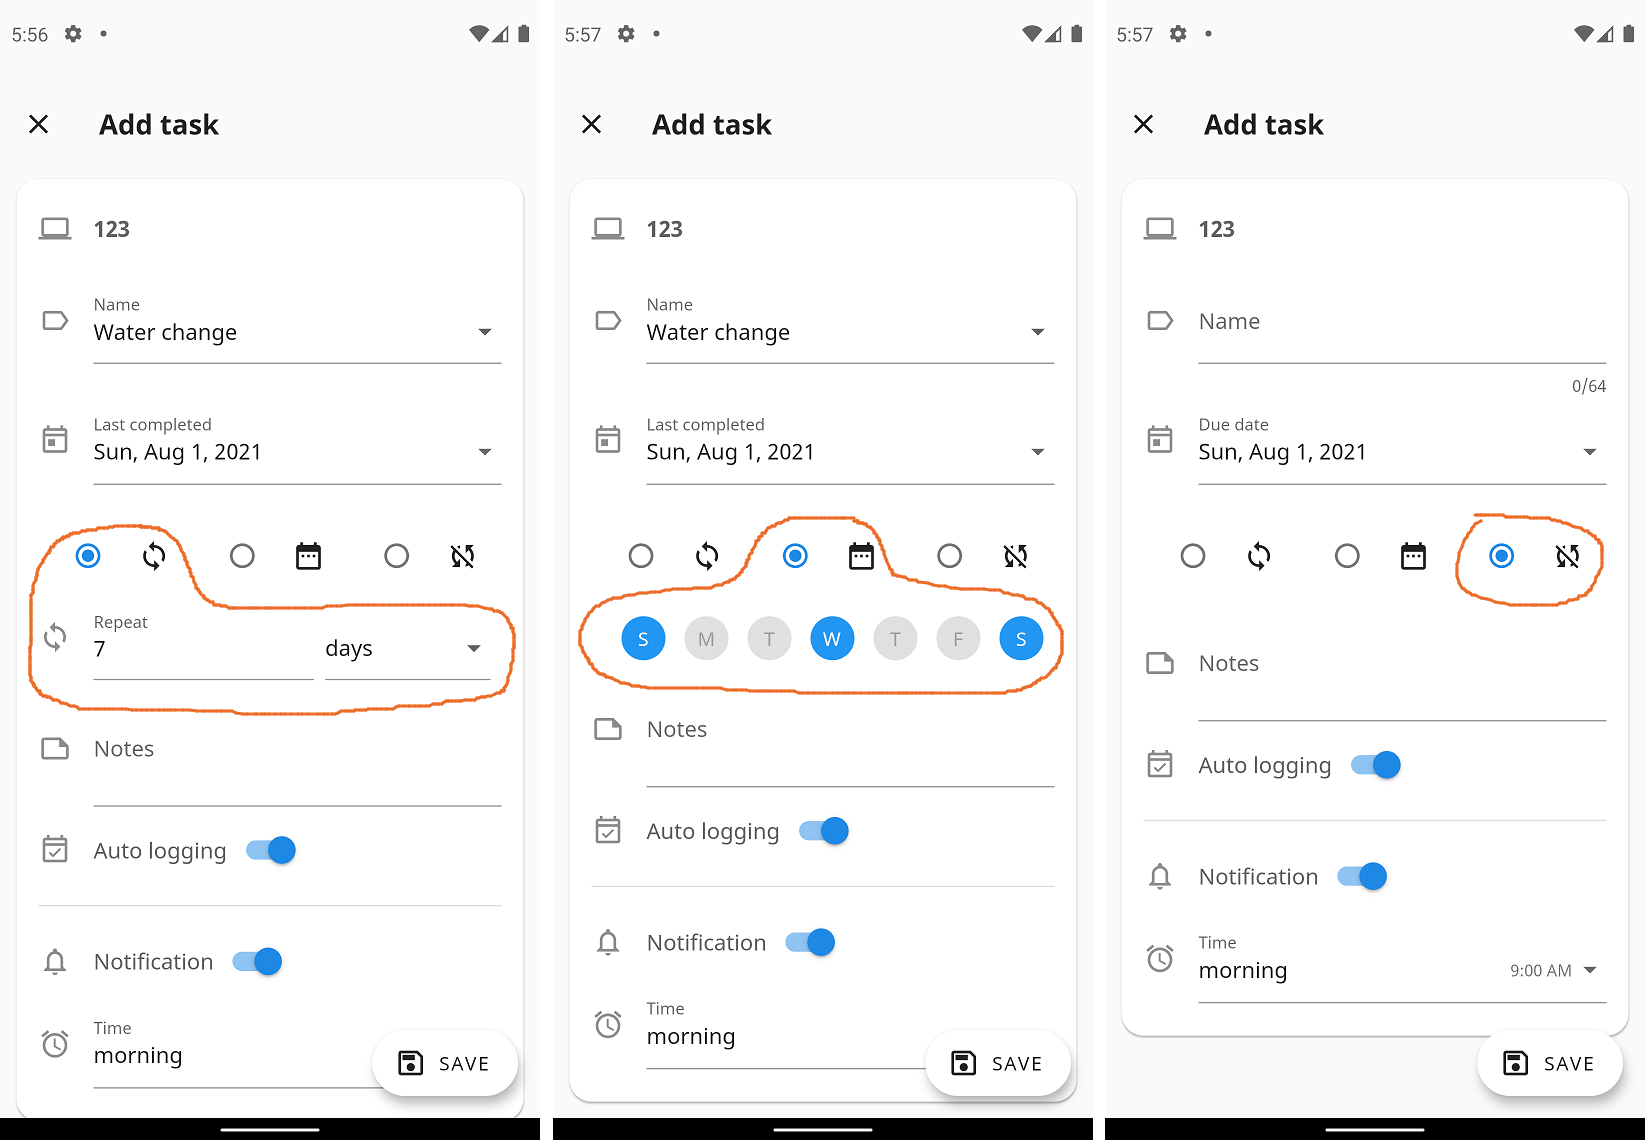 5:56
Add task
123
Name
Water change
Last completed
Sun, Aug 1, 2021
Repeat
7 days
Notes
Auto logging
Notification
Time
morning
SAVE
5:57
Add task
123
Name
Water change
Last completed
Sun, Aug 1, 2021
S M T W T F S
Notes
Auto logging
Notification
Time
morning
SAVE
5:57
Add task
123
Name
0/64
Due date
Sun, Aug 1, 2021
Notes
Auto logging
Notification
Time
morning 9:00 AM
SAVE